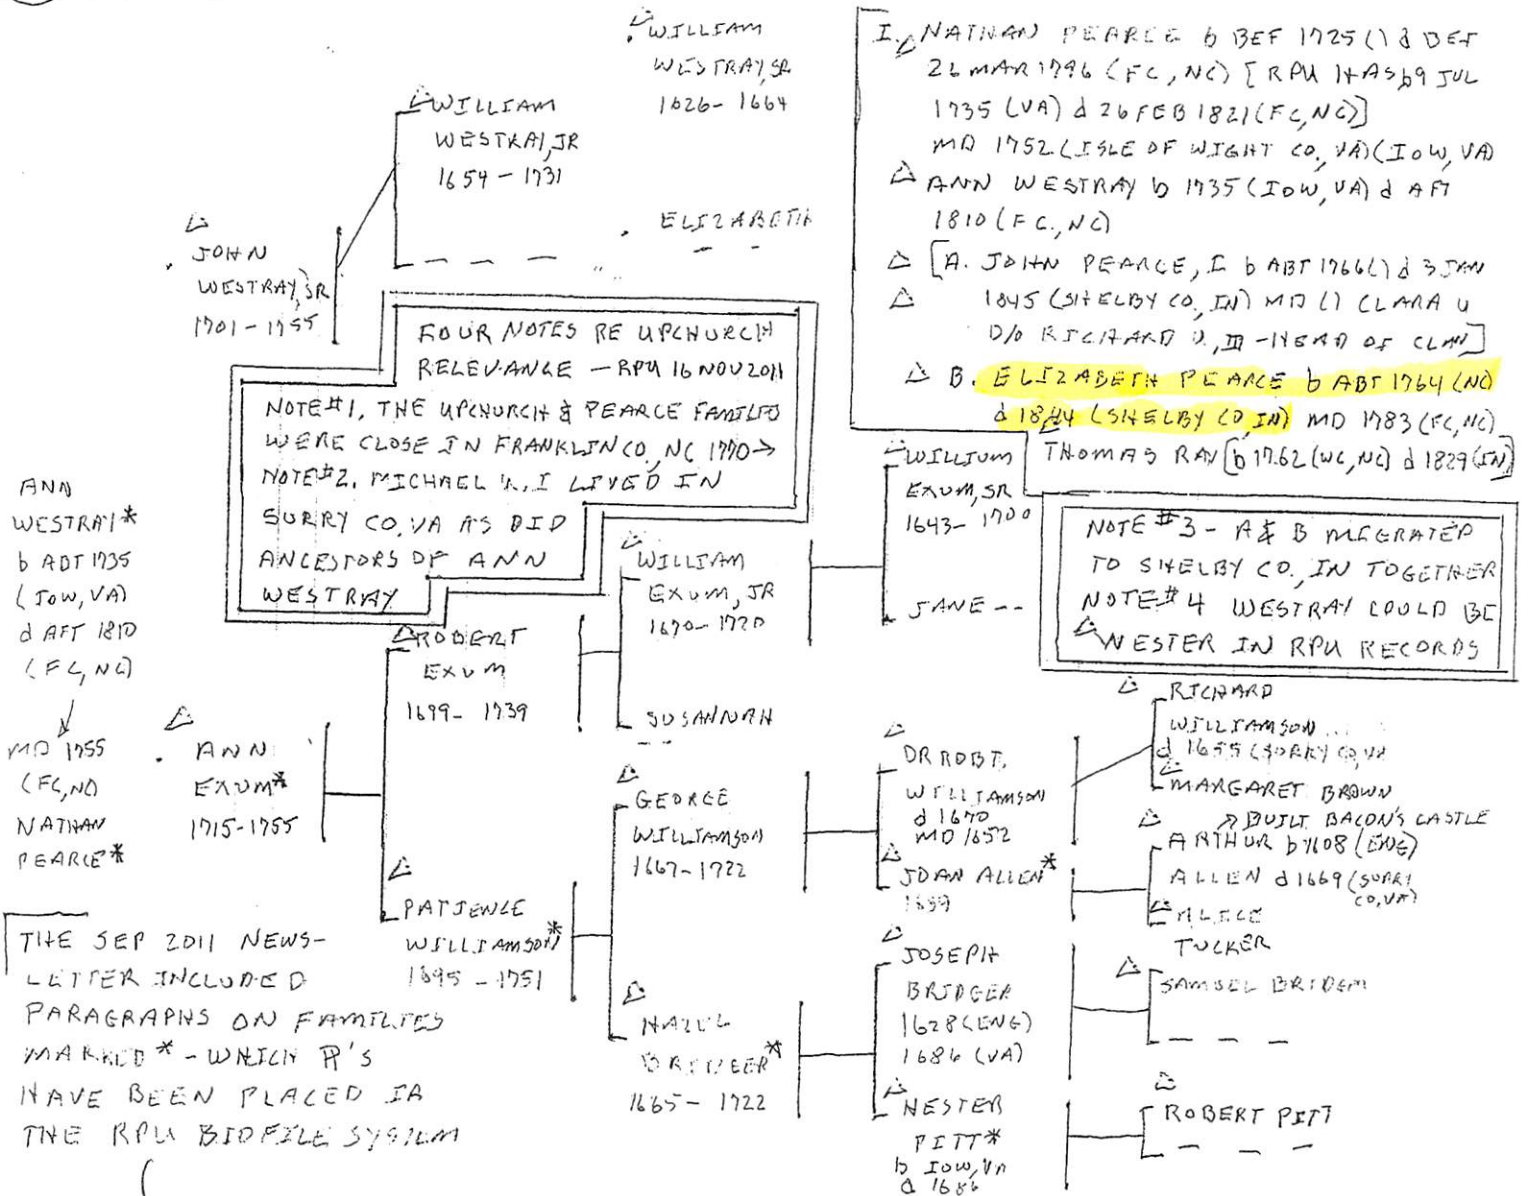 WILLIAM
WESTRAY, SR
1626-1664
WILLIAM
WESTRAY, JR
1654-1731
ELIZABETH
JOHN
WESTRAY, SR
1701-1755
I. NATHAN PEARCE b BEF 1725 () d BEF
26 MAR 1796 (FC, NC) [RPU HAS b 9 JUL
1735 (VA) d 26 FEB 1821 (FC, NC)]
MD 1752 (ISLE OF WIGHT CO., VA) (IOW, VA
ANN WESTRAY b 1735 (IOW, VA) d AFT
1810 (FC., NC)
[A. JOHN PEARCE, I b ABT 1766 () d 3 JAN
1845 (SHELBY CO, IN) MD () CLARA U
D/O RICHARD U., III - HEAD OF CLAN]
B. ELIZABETH PEARCE b ABT 1764 (NC)
d 1844 (SHELBY CO, IN) MD 1783 (FC, NC)
THOMAS RAY [b 1762 (WC, NC) d 1829 (IN)]
FOUR NOTES RE UPCHURCH
RELEVANCE - RPU 16 NOV 2011
NOTE #1. THE UPCHURCH & PEARCE FAMILES
WERE CLOSE IN FRANKLIN CO, NC 1770→
NOTE #2. MICHAEL U., I LIVED IN
SURRY CO, VA AS DID
ANCESTORS OF ANN
WESTRAY
NOTE #3 - A & B MIGRATED
TO SHELBY CO., IN TOGETHER
NOTE #4 WESTRAY COULD BE
WESTER IN RPU RECORDS
ANN
WESTRAY*
b ABT 1735
(IOW, VA)
d AFT 1810
(FC, NC)
MD 1755
(FC, NC)
NATHAN
PEARCE*
ANN
EXUM*
1715-1755
ROBERT
EXUM
1699-1739
PATIENCE
WILLIAMSON*
1695-1751
WILLIAM
EXUM, JR
1670-1720
SUSANNAH
GEORGE
WILLIAMSON
1667-1722
HAZEL
BRIDGER*
1665-1722
WILLIUM
EXUM, SR
1643-1700
JANE --
DR ROBT.
WILLIAMSON
d 1670
MD 1652
JOAN ALLEN*
JOSEPH
BRIDGER
1628 (ENG)
1686 (VA)
HESTER
PITT*
b IOW, VA
d 1686
RICHARD
WILLIAMSON
d 1655 (SURRY CO, VA
MARGARET BROWN
BUILT BACON'S CASTLE
ARTHUR b 1608 (ENG)
ALLEN d 1669 (SURRY
CO, VA)
ALICE
TUCKER
SAMUEL BRIDGER
ROBERT PITT
THE SEP 2011 NEWS-
LETTER INCLUDED
PARAGRAPHS ON FAMILIES
MARKED * - WHICH P'S
HAVE BEEN PLACED IN
THE RPU BIOFILE SYSTEM